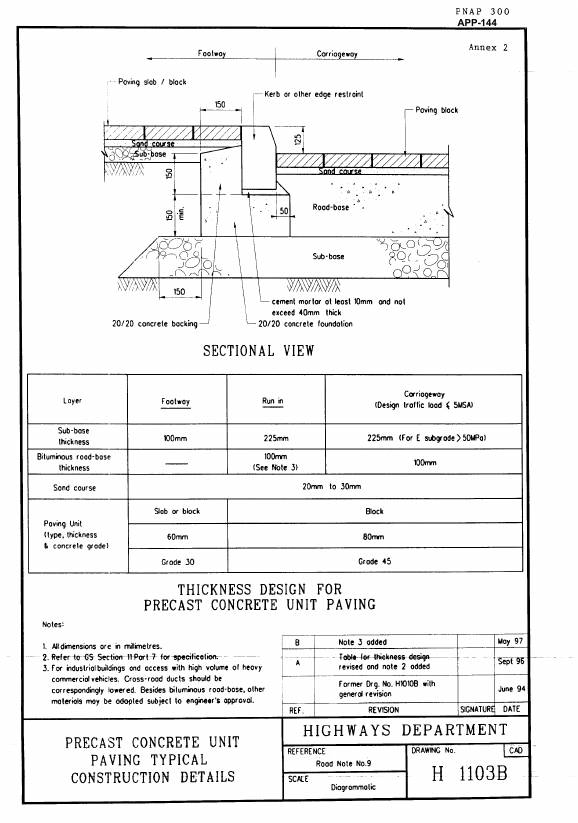 PNAP 300
APP-144
Annex 2
Footway
Carriageway
Paving slab / block
Kerb or other edge restraint
150
Paving block
125
Sand course
Sub-base
Sand course
150
150
min.
50
Road-base
Sub-base
150
cement mortar at least 10mm and not
exceed 40mm thick
20/20 concrete backing
20/20 concrete foundation
SECTIONAL VIEW
Layer
Footway
Run in
Carriageway
(Design traffic load ≤ 5MSA)
Sub-base
thickness
100mm
225mm
225mm (For E subgrade > 50MPa)
Bituminous road-base
thickness
100mm
(See Note 3)
100mm
Sand course
20mm to 30mm
Paving Unit
(type, thickness
& concrete grade)
Slab or block
Block
60mm
80mm
Grade 30
Grade 45
THICKNESS DESIGN FOR
PRECAST CONCRETE UNIT PAVING
Notes:
1. All dimensions are in millimetres.
2. Refer to GS Section 11 Part 7 for specification.
3. For industrial buildings and access with high volume of heavy
commercial vehicles. Cross-road ducts should be
correspondingly lowered. Besides bituminous road-base, other
materials may be adopted subject to engineer's approval.
B
Note 3 added
May 97
A
Table for thickness design
revised and note 2 added
Sept 96
Former Drg. No. H1010B with
general revision
June 94
REF.
REVISION
SIGNATURE
DATE
PRECAST CONCRETE UNIT
PAVING TYPICAL
CONSTRUCTION DETAILS
HIGHWAYS DEPARTMENT
REFERENCE
Road Note No.9
DRAWING No.
CAD
H 1103B
SCALE
Diagrammatic